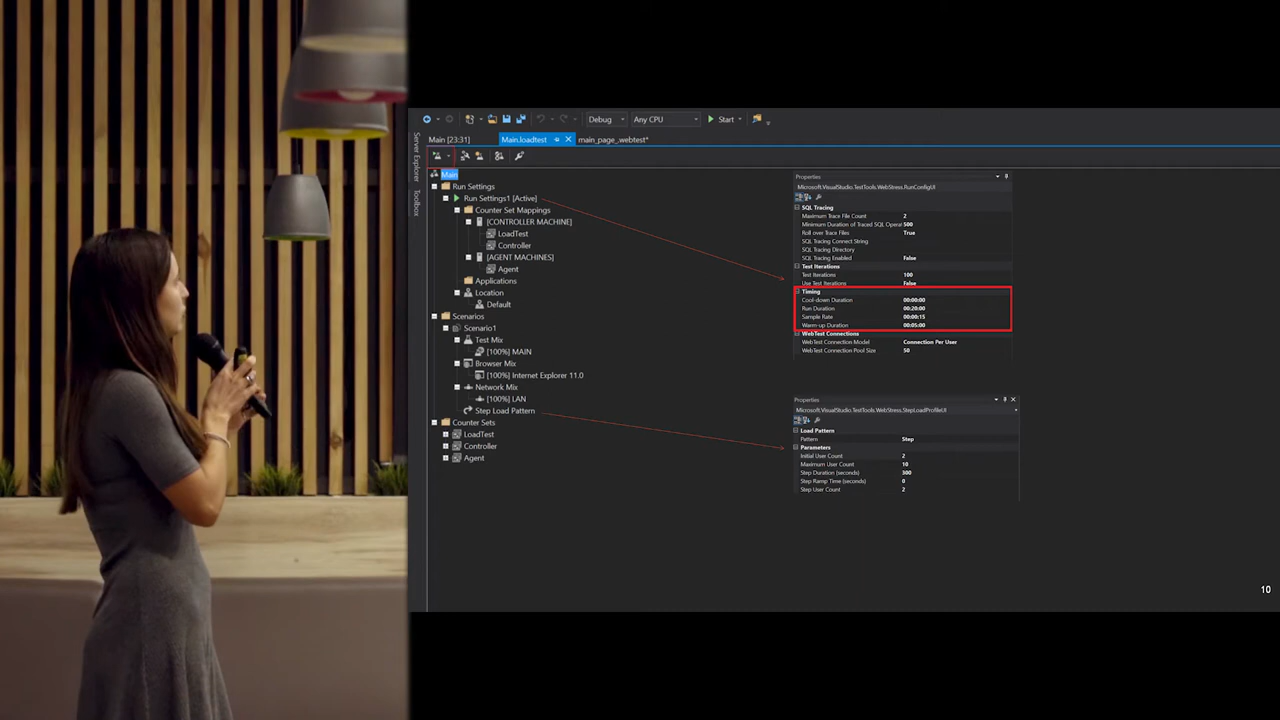 Debug
Any CPU
Start
Server Explorer
Toolbox
Main [23:31]
Main.loadtest
main_page_webtest*
Main
Run Settings
Run Settings1 [Active]
Counter Set Mappings
[CONTROLLER MACHINE]
LoadTest
Controller
[AGENT MACHINES]
Agent
Applications
Location
Default
Scenarios
Scenario1
Test Mix
[100%] MAIN
Browser Mix
[100%] Internet Explorer 11.0
Network Mix
[100%] LAN
Step Load Pattern
Counter Sets
LoadTest
Controller
Agent
Properties
Microsoft.VisualStudio.TestTools.WebStress.RunConfigUI
SQL Tracing
Maximum Trace File Count 2
Minimum Duration of Traced SQL Operat 500
Roll over Trace Files True
SQL Tracing Connect String
SQL Tracing Directory
SQL Tracing Enabled False
Test Iterations
Test Iterations 100
Use Test Iterations False
Timing
Cool-down Duration 00:00:00
Run Duration 00:20:00
Sample Rate 00:00:15
Warm-up Duration 00:05:00
WebTest Connections
WebTest Connection Model Connection Per User
WebTest Connection Pool Size 50
Properties
Microsoft.VisualStudio.TestTools.WebStress.StepLoadProfileUI
Load Pattern
Pattern Step
Parameters
Initial User Count 2
Maximum User Count 10
Step Duration (seconds) 300
Step Ramp Time (seconds) 0
Step User Count 2
10